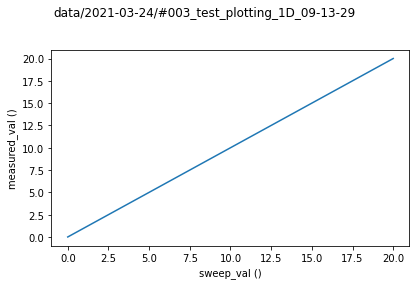 data/2021-03-24/#003_test_plotting_1D_09-13-29
20.0
17.5
15.0
12.5
10.0
7.5
5.0
2.5
0.0
measured_val ()
0.0 2.5 5.0 7.5 10.0 12.5 15.0 17.5 20.0
sweep_val ()